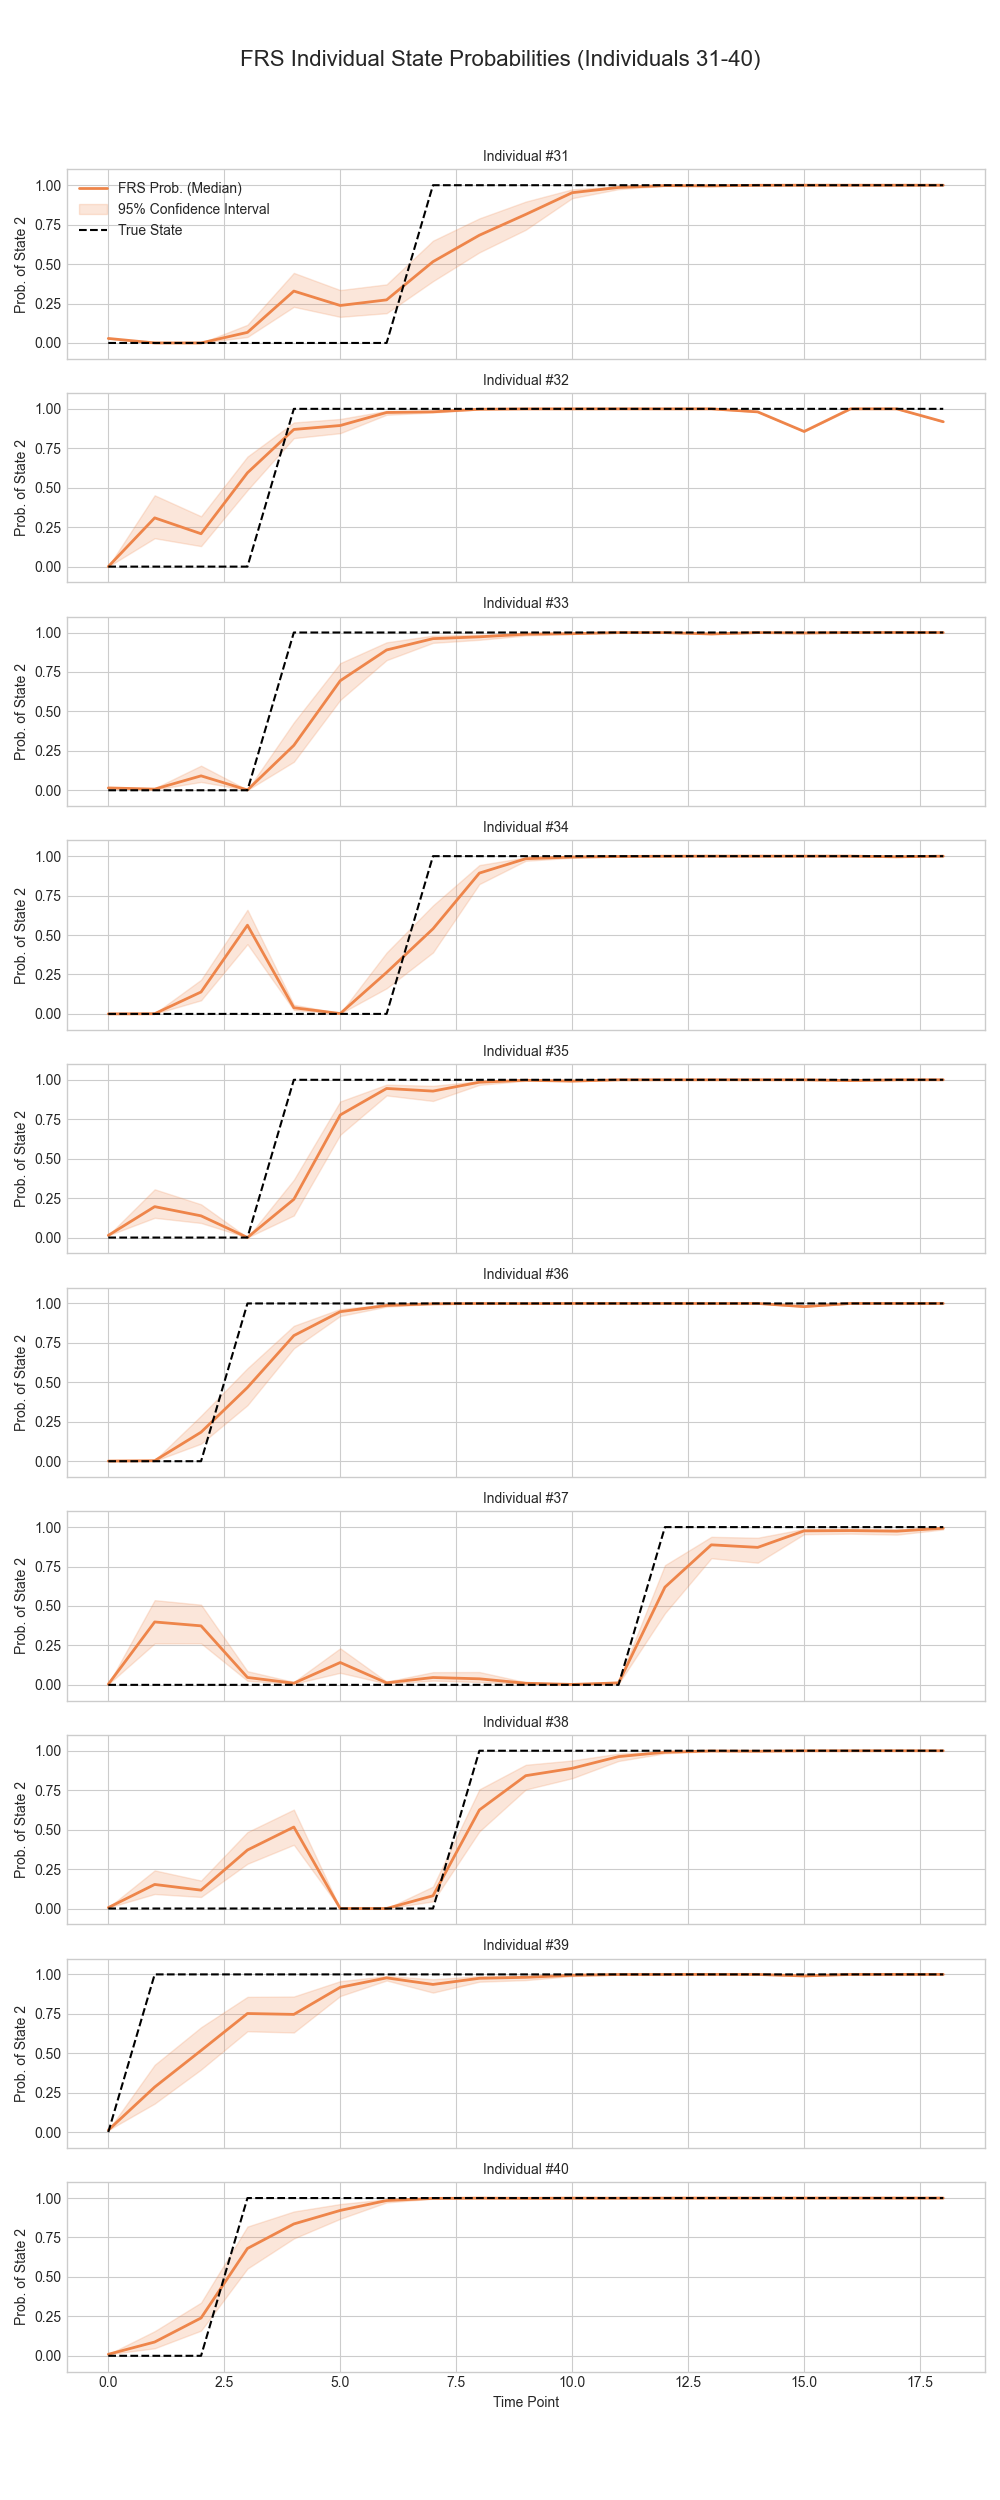 FRS Individual State Probabilities (Individuals 31-40)
Individual #31
FRS Prob. (Median)
95% Confidence Interval
True State
Prob. of State 2
1.00
0.75
0.50
0.25
0.00
Individual #32
Prob. of State 2
1.00
0.75
0.50
0.25
0.00
Individual #33
Prob. of State 2
1.00
0.75
0.50
0.25
0.00
Individual #34
Prob. of State 2
1.00
0.75
0.50
0.25
0.00
Individual #35
Prob. of State 2
1.00
0.75
0.50
0.25
0.00
Individual #36
Prob. of State 2
1.00
0.75
0.50
0.25
0.00
Individual #37
Prob. of State 2
1.00
0.75
0.50
0.25
0.00
Individual #38
Prob. of State 2
1.00
0.75
0.50
0.25
0.00
Individual #39
Prob. of State 2
1.00
0.75
0.50
0.25
0.00
Individual #40
Prob. of State 2
1.00
0.75
0.50
0.25
0.00
0.0 2.5 5.0 7.5 10.0 12.5 15.0 17.5
Time Point